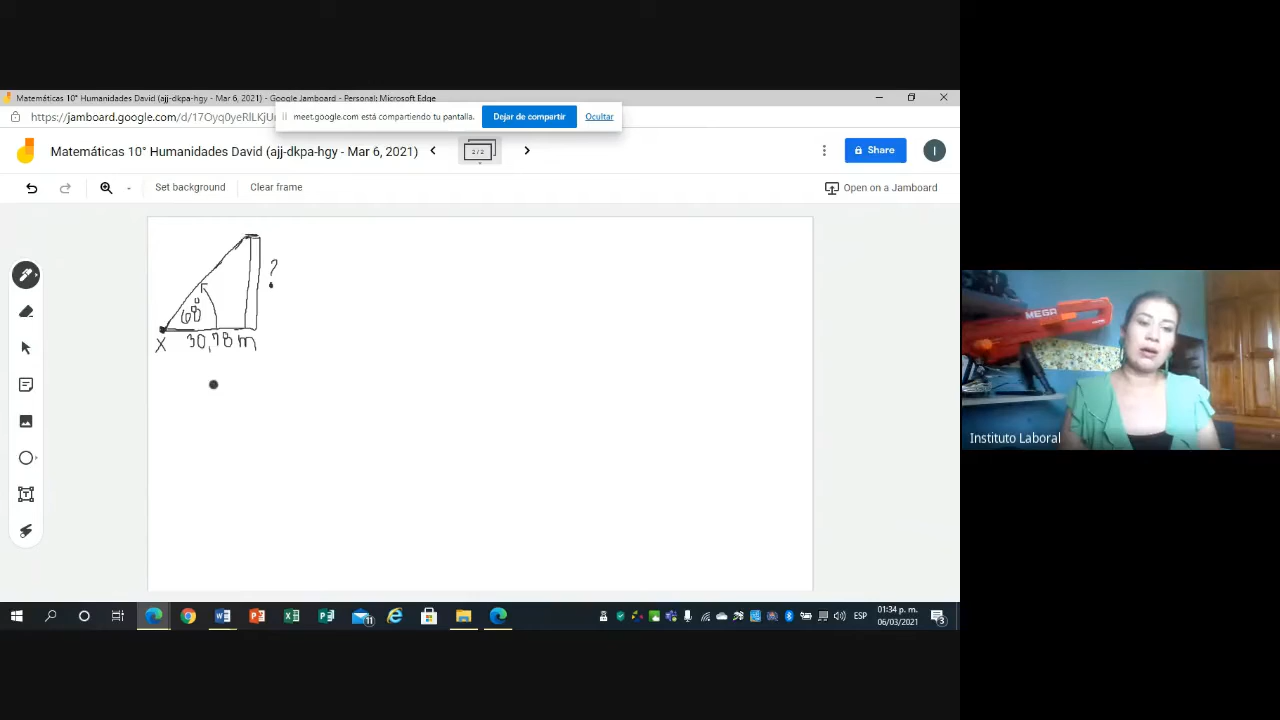 Matemáticas 10° Humanidades David (ajj-dkpa-hgy - Mar 6, 2021) - Google Jamboard - Personal: Microsoft Edge
https://jamboard.google.com/d/17Oyq0yeRlLKjU
meet.google.com está compartiendo tu pantalla.
Dejar de compartir
Ocultar
Matemáticas 10° Humanidades David (ajj-dkpa-hgy - Mar 6, 2021)
2 / 2
Share
I
Set background
Clear frame
Open on a Jamboard
?
68°
X 30,78 m
Instituto Laboral
11
ESP
01:34 p. m.
06/03/2021
3